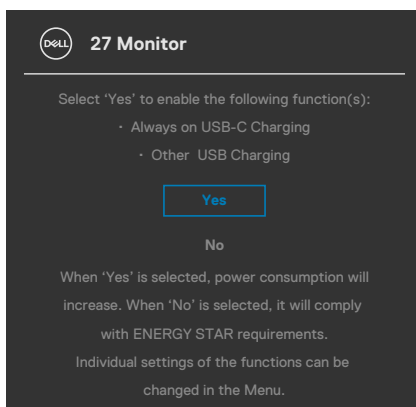 DELL 27 Monitor
Select ‘Yes’ to enable the following function(s):
· Always on USB-C Charging
· Other USB Charging
Yes
No
When ‘Yes’ is selected, power consumption will
increase. When ‘No’ is selected, it will comply
with ENERGY STAR requirements.
Individual settings of the functions can be
changed in the Menu.